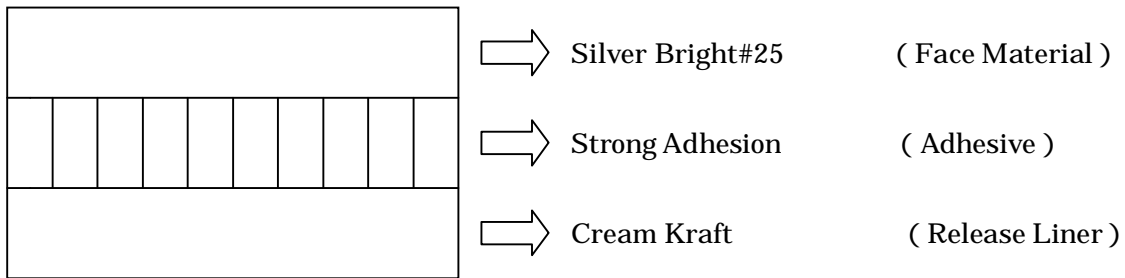 Silver Bright#25 ( Face Material )
Strong Adhesion ( Adhesive )
Cream Kraft ( Release Liner )